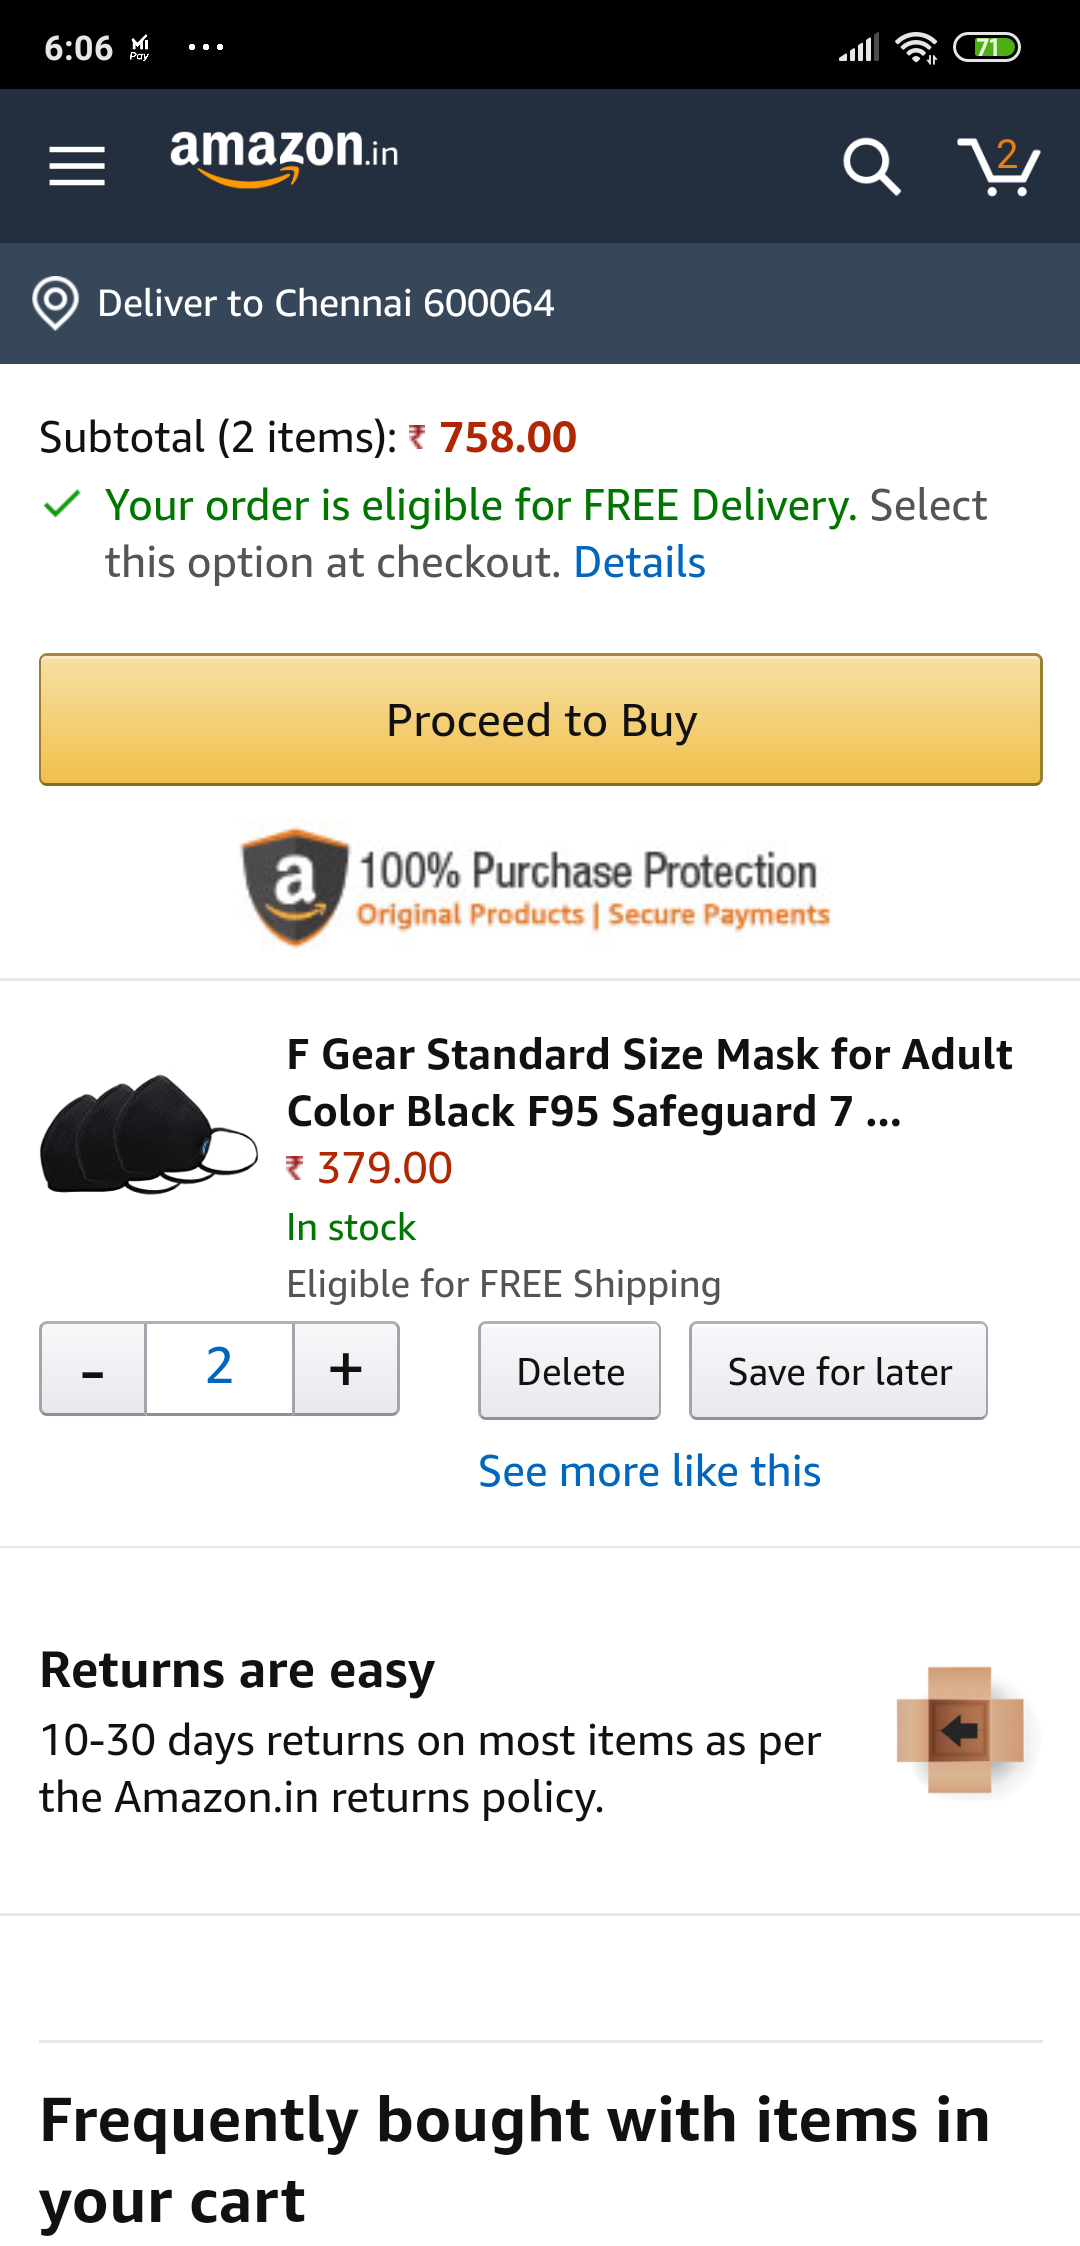 6:06 MI Pay ...
71
amazon.in
2
Deliver to Chennai 600064
Subtotal (2 items): ₹ 758.00
Your order is eligible for FREE Delivery. Select
this option at checkout. Details
Proceed to Buy
a 100% Purchase Protection
Original Products | Secure Payments
F Gear Standard Size Mask for Adult
Color Black F95 Safeguard 7 ...
₹ 379.00
In stock
Eligible for FREE Shipping
- 2 + Delete Save for later
See more like this
Returns are easy
10-30 days returns on most items as per
the Amazon.in returns policy.
Frequently bought with items in
your cart